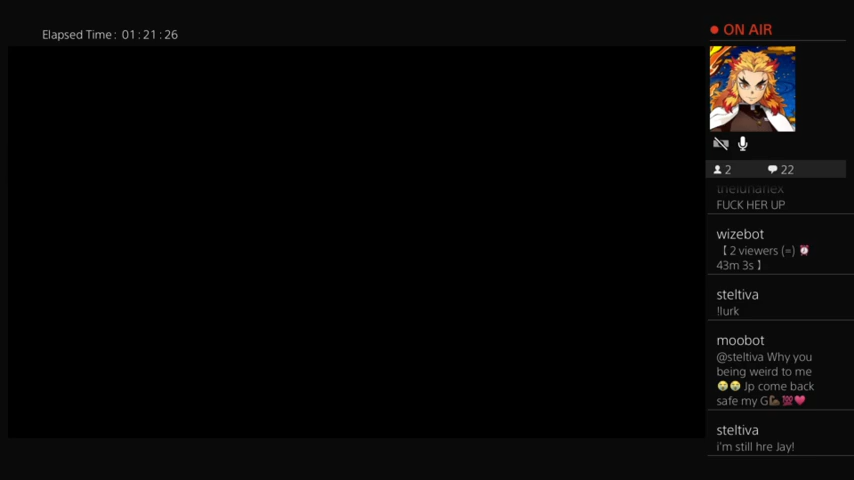 Elapsed Time: 01:21:26
ON AIR
2
22
FUCK HER UP
wizebot
【 2 viewers (=) ⏰
43m 3s 】
steltiva
!lurk
moobot
@steltiva Why you
being weird to me
😭😭 Jp come back
safe my G💪🏾💯❤️
steltiva
i'm still hre Jay!